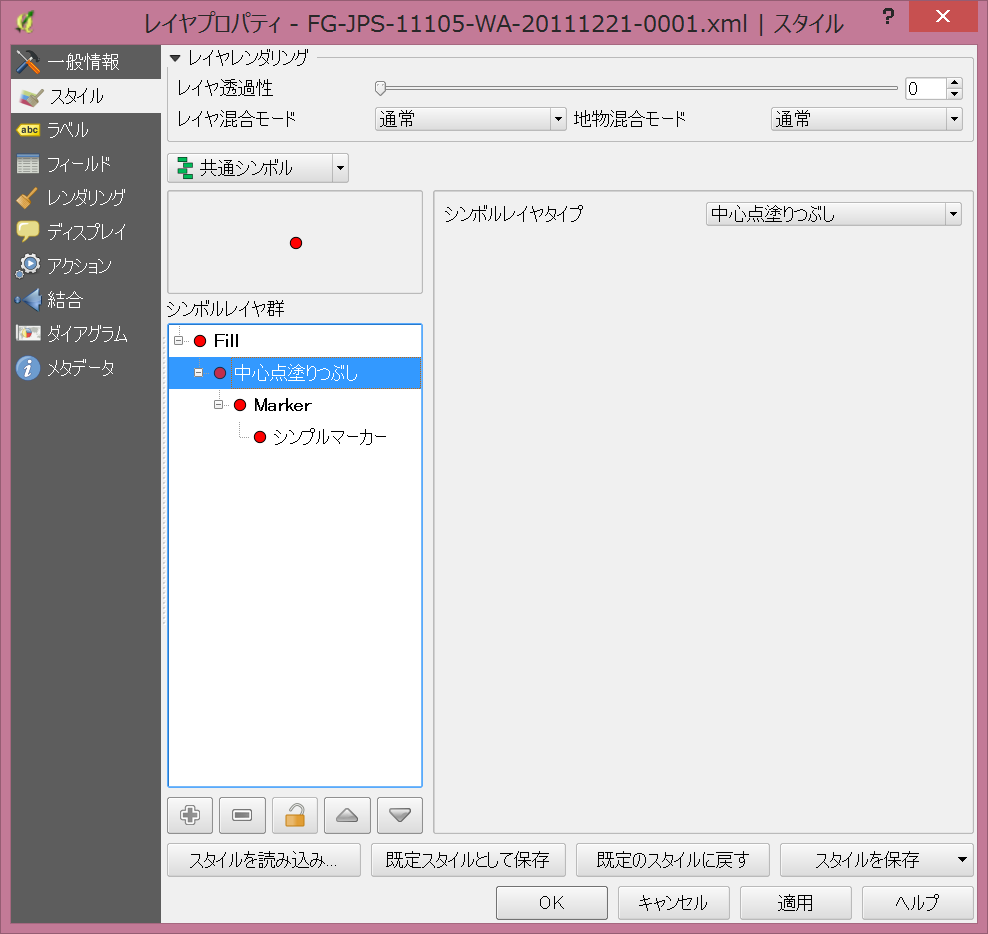 レイヤプロパティ - FG-JPS-11105-WA-20111221-0001.xml | スタイル
?
一般情報
スタイル
abc ラベル
フィールド
レンダリング
ディスプレイ
アクション
結合
ダイアグラム
メタデータ
レイヤレンダリング
レイヤ透過性 0
レイヤ混合モード 通常 地物混合モード 通常
共通シンボル
シンボルレイヤ群
Fill
中心点塗りつぶし
Marker
シンプルマーカー
シンボルレイヤタイプ 中心点塗りつぶし
スタイルを読み込み... 既定スタイルとして保存 既定のスタイルに戻す スタイルを保存
OK キャンセル 適用 ヘルプ